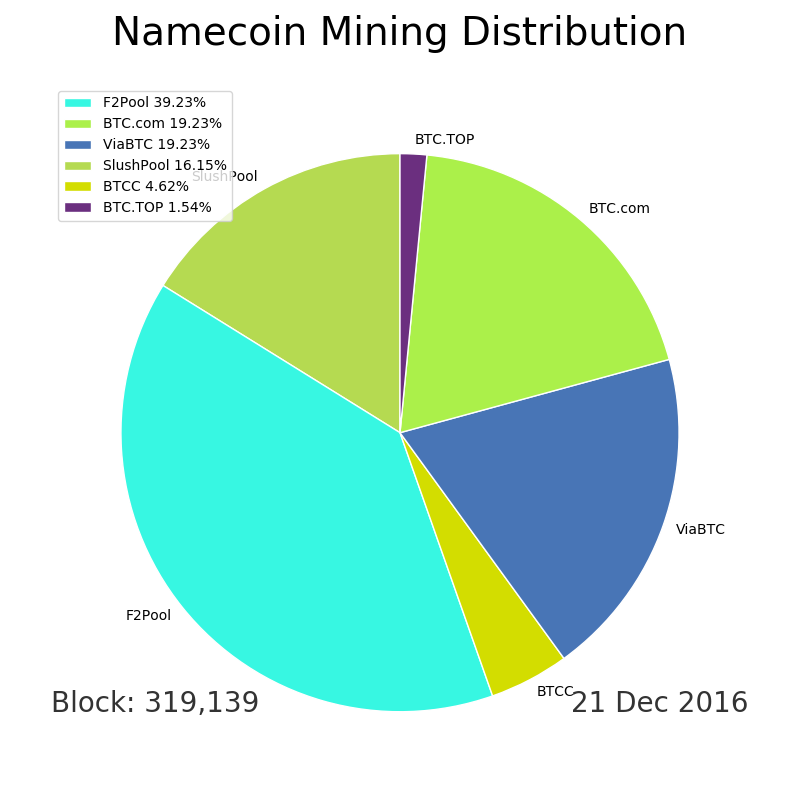 Namecoin Mining Distribution
F2Pool 39.23%
BTC.com 19.23%
ViaBTC 19.23%
SlushPool 16.15%
BTCC 4.62%
BTC.TOP 1.54%
BTC.TOP
SlushPool
BTC.com
ViaBTC
F2Pool
BTCC
Block: 319,139
21 Dec 2016